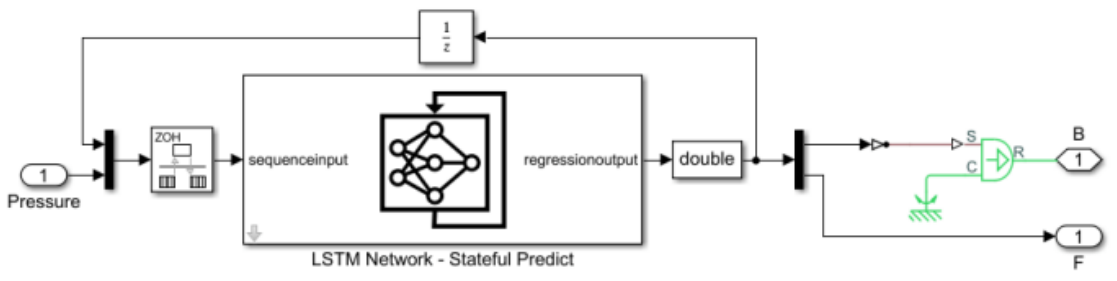 1
z
ZOH
sequenceinput
regressionoutput
double
S
C
R
B
1
1
Pressure
1
F
LSTM Network - Stateful Predict